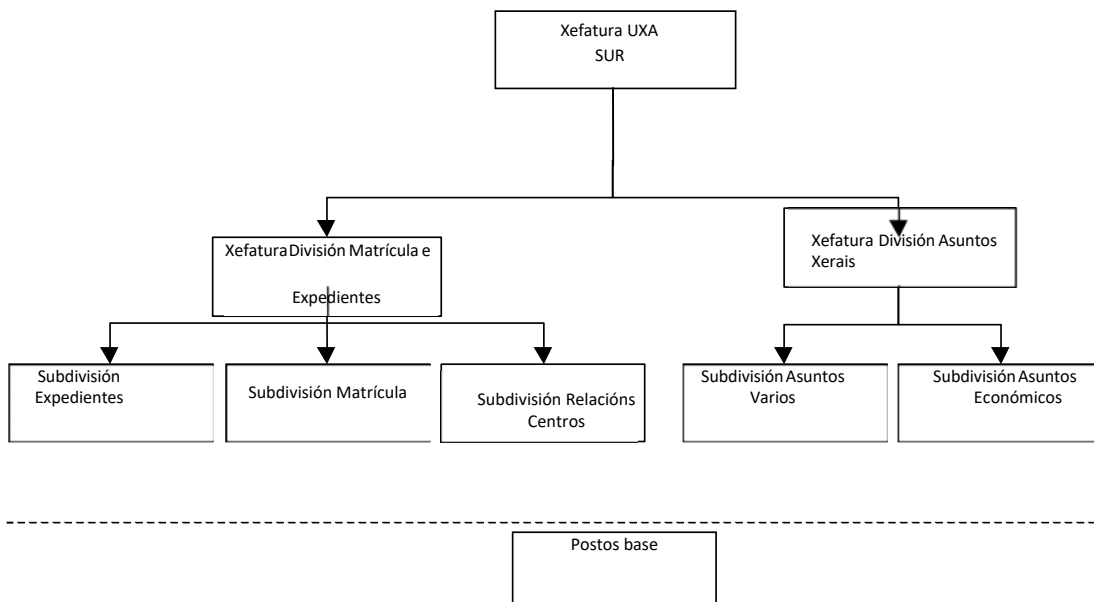 Xefatura UXA
SUR
Xefatura División Matrícula e
Expedientes
Xefatura División Asuntos
Xerais
Subdivisión
Expedientes
Subdivisión Matrícula
Subdivisión Relacións
Centros
Subdivisión Asuntos
Varios
Subdivisión Asuntos
Económicos
Postos base